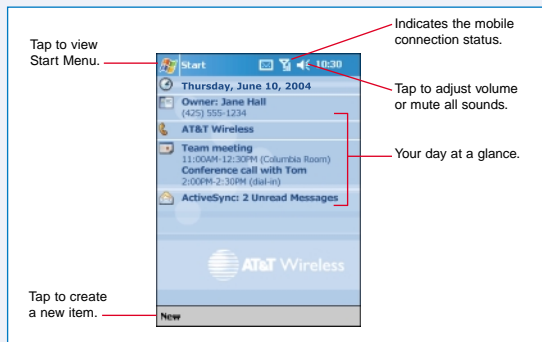 Indicates the mobile
connection status.
Tap to view
Start Menu.
Start
10:30
Tap to adjust volume
or mute all sounds.
Thursday, June 10, 2004
Owner: Jane Hall
(425) 555-1234
AT&T Wireless
Team meeting
11:00AM-12:30PM (Columbia Room)
Conference call with Tom
2:00PM-2:30PM (dial-in)
Your day at a glance.
ActiveSync: 2 Unread Messages
AT&T Wireless
Tap to create
a new item.
New